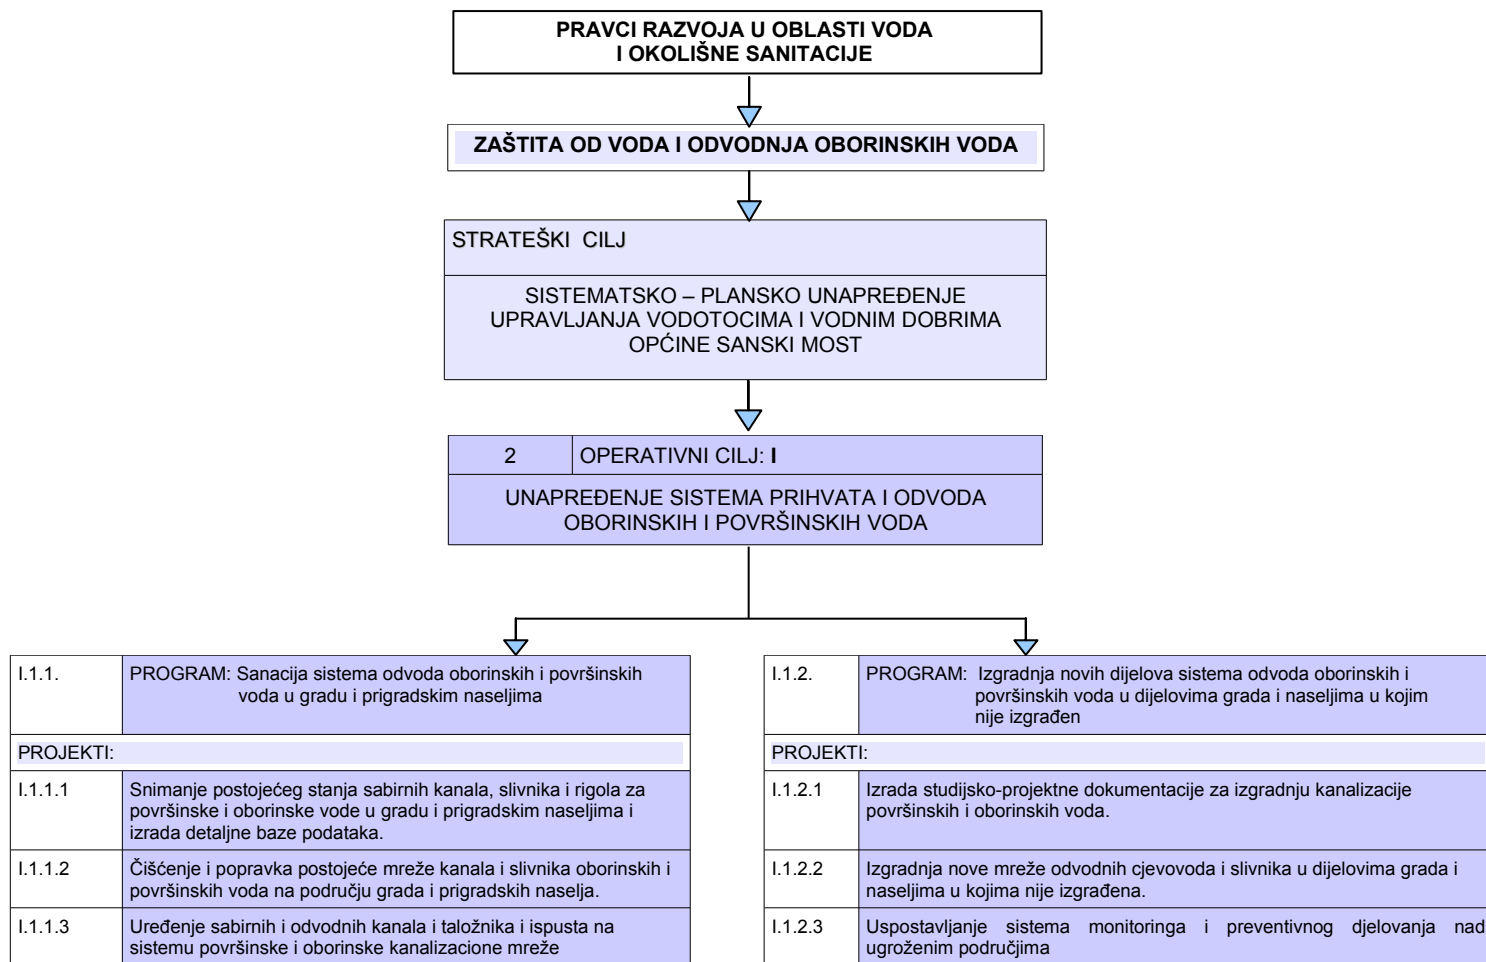 PRAVCI RAZVOJA U OBLASTI VODA
I OKOLIŠNE SANITACIJE
ZAŠTITA OD VODA I ODVODNJA OBORINSKIH VODA
STRATEŠKI CILJ
SISTEMATSKO – PLANSKO UNAPREĐENJE
UPRAVLJANJA VODOTOCIMA I VODNIM DOBRIMA
OPĆINE SANSKI MOST
2 OPERATIVNI CILJ: I
UNAPREĐENJE SISTEMA PRIHVATA I ODVODA
OBORINSKIH I POVRŠINSKIH VODA
I.1.1. PROGRAM: Sanacija sistema odvoda oborinskih i površinskih
voda u gradu i prigradskim naseljima
PROJEKTI:
I.1.1.1 Snimanje postojećeg stanja sabirnih kanala, slivnika i rigola za
površinske i oborinske vode u gradu i prigradskim naseljima i
izrada detaljne baze podataka.
I.1.1.2 Čišćenje i popravka postojeće mreže kanala i slivnika oborinskih i
površinskih voda na području grada i prigradskih naselja.
I.1.1.3 Uređenje sabirnih i odvodnih kanala i taložnika i ispusta na
sistemu površinske i oborinske kanalizacione mreže
I.1.2. PROGRAM: Izgradnja novih dijelova sistema odvoda oborinskih i
površinskih voda u dijelovima grada i naseljima u kojim
nije izgrađen
PROJEKTI:
I.1.2.1 Izrada studijsko-projektne dokumentacije za izgradnju kanalizacije
površinskih i oborinskih voda.
I.1.2.2 Izgradnja nove mreže odvodnih cjevovoda i slivnika u dijelovima grada i
naseljima u kojima nije izgrađena.
I.1.2.3 Uspostavljanje sistema monitoringa i preventivnog djelovanja nad
ugroženim područjima